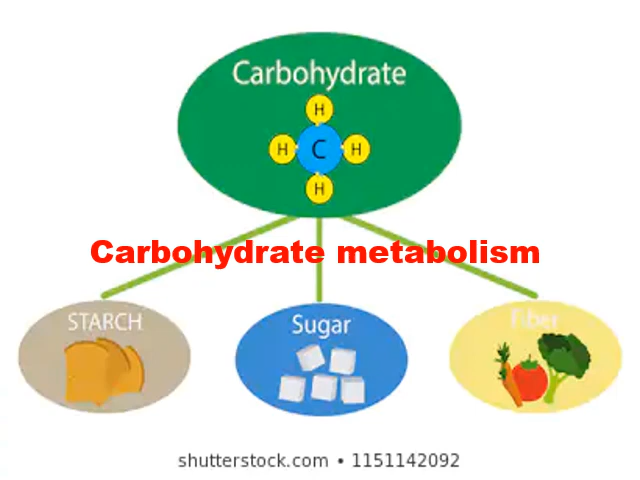 Carbohydrate
H
H C H
H
Carbohydrate metabolism
STARCH
Sugar
Fiber
shutterstock.com • 1151142092